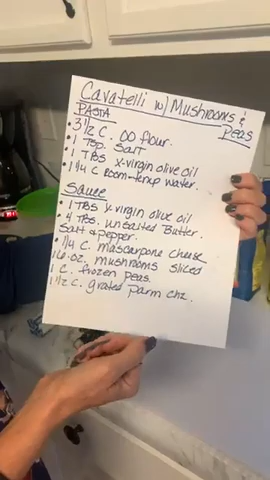 Cavatelli w/ Mushrooms &
Peas
PASTA
• 3 1/2 C. 00 flour.
• 1 Tsp. Salt
• 1 TBS X-virgin olive oil
• 1 1/4 C room-temp water.
Sauce
• 1 TBS X-virgin olive oil
• 4 TBS. unsalted Butter.
Salt & pepper.
• 1/4 C. mascarpone cheese
16 oz. mushrooms sliced
1 C. frozen peas.
1 1/2 C. grated parm chz.